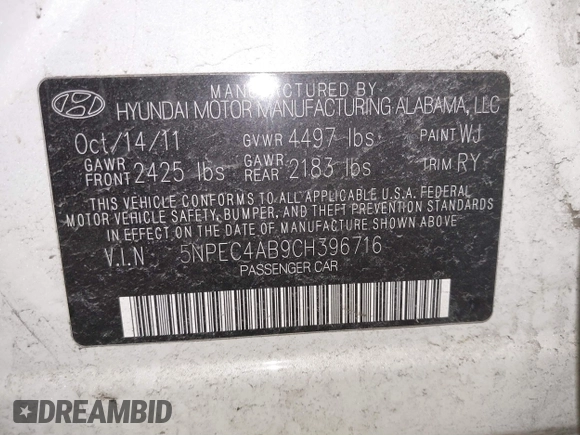 MANUFACTURED BY
HYUNDAI MOTOR MANUFACTURING ALABAMA, LLC
Oct/14/11 GVWR 4497 lbs PAINT WJ
GAWR FRONT 2425 lbs GAWR REAR 2183 lbs TRIM RY
THIS VEHICLE CONFORMS TO ALL APPLICABLE U.S.A. FEDERAL
MOTOR VEHICLE SAFETY, BUMPER, AND THEFT PREVENTION STANDARDS
IN EFFECT ON THE DATE OF MANUFACTURE SHOWN ABOVE.
V.I.N 5NPEC4AB9CH396716
PASSENGER CAR
DREAMBID